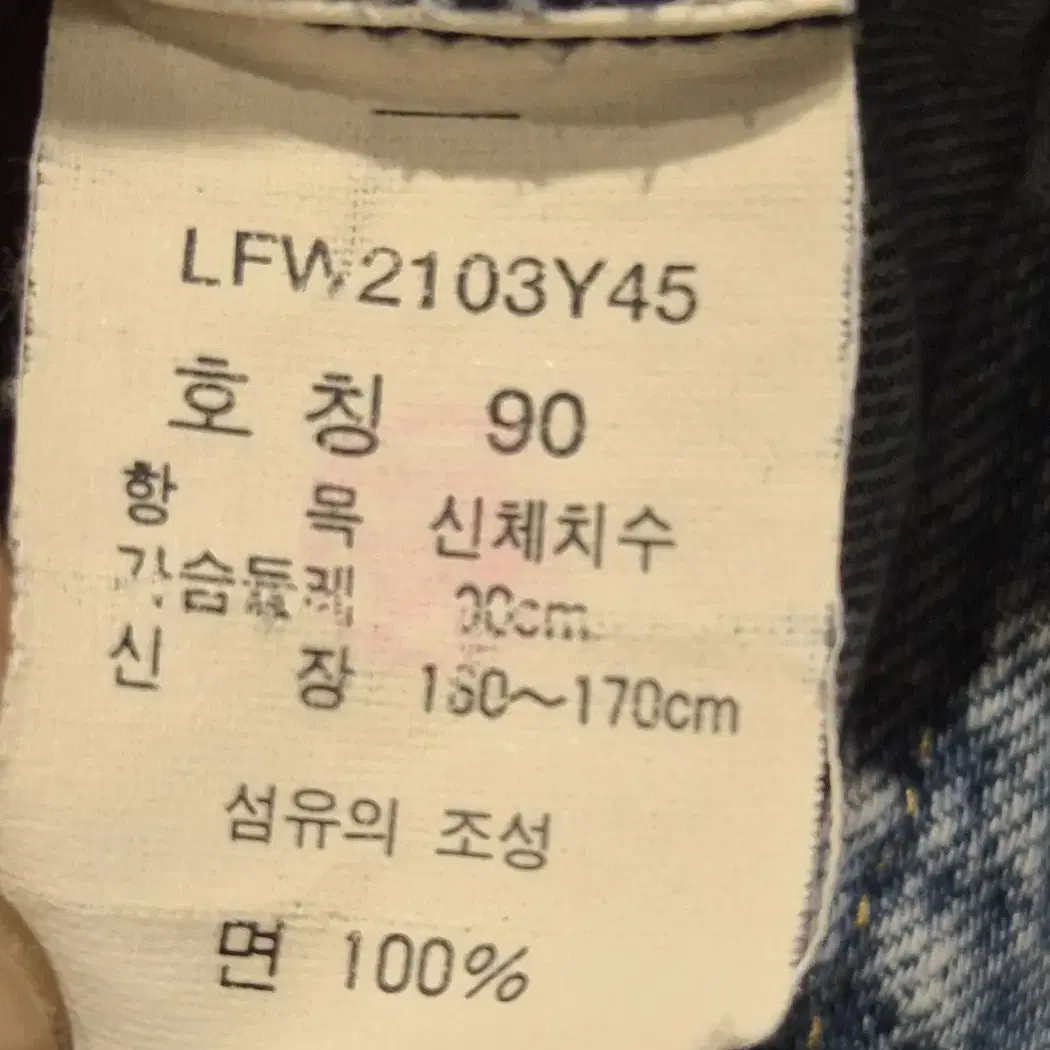 LFW2103Y45
호 칭 90
항 목 신체치수
가슴둘레 90cm
신 장 160~170cm
섬유의 조성
면 100%